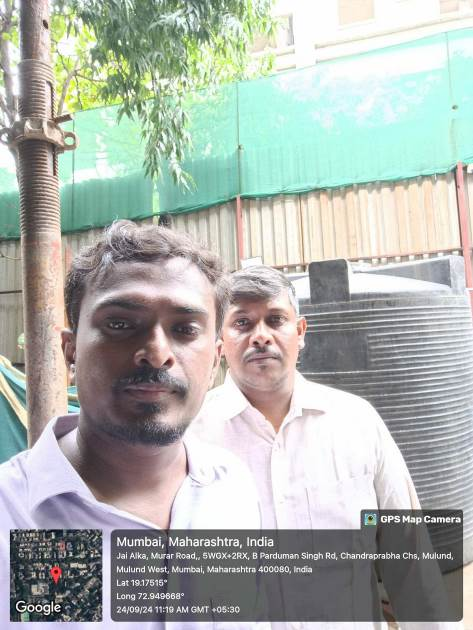 GPS Map Camera
Mumbai, Maharashtra, India
Jai Alka, Murar Road,, 5WGX+2RX, B Parduman Singh Rd, Chandraprabha Chs, Mulund,
Mulund West, Mumbai, Maharashtra 400080, India
Lat 19.17515°
Long 72.949668°
24/09/24 11:19 AM GMT +05:30
Google